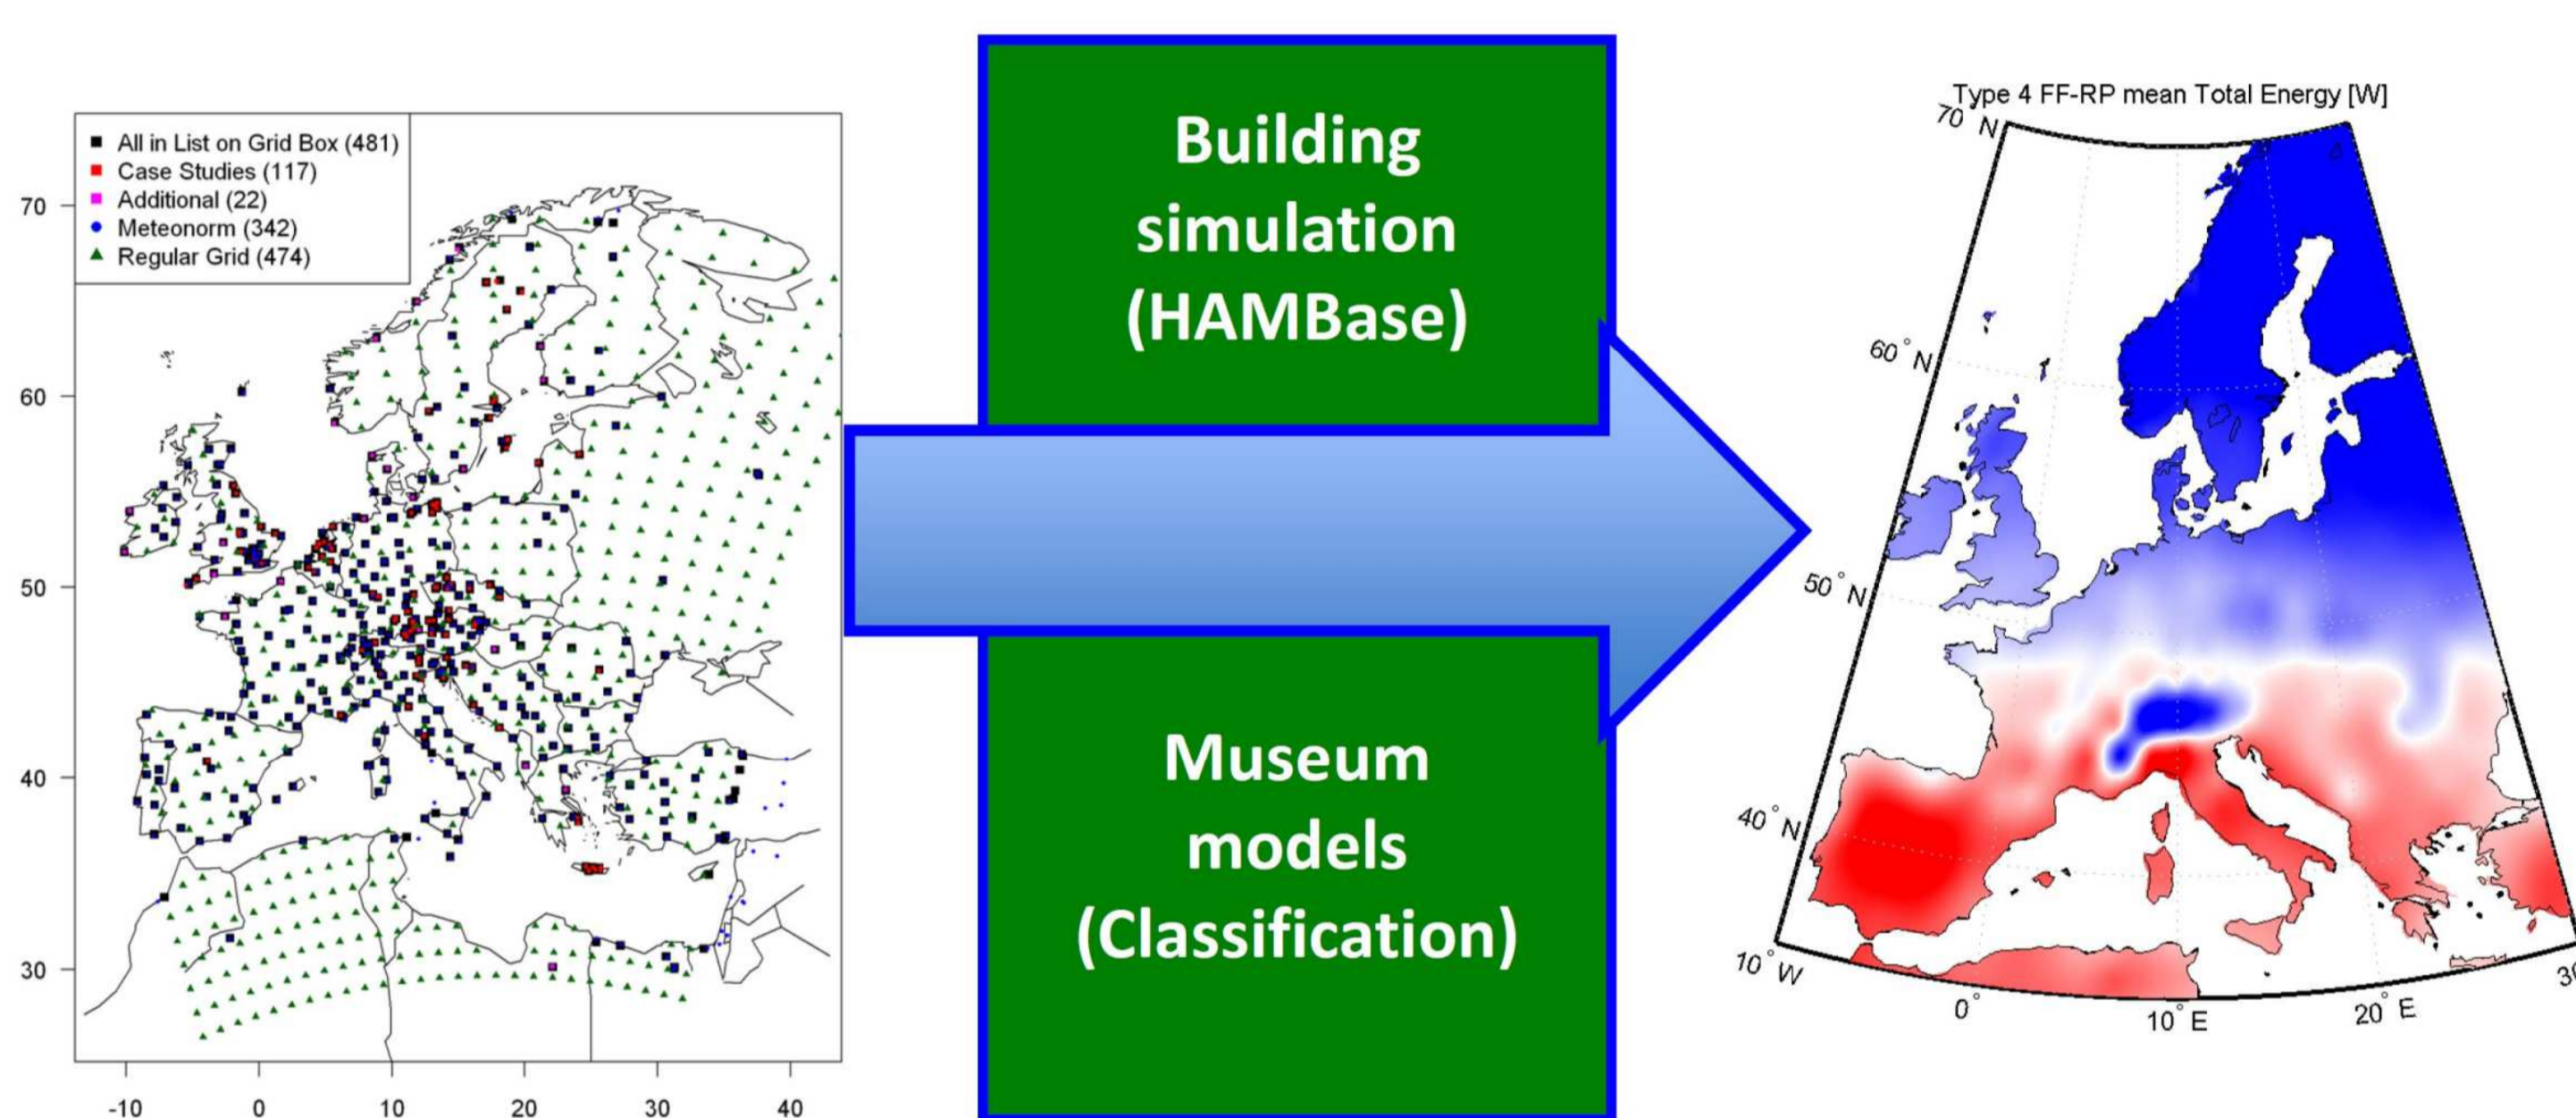 All in List on Grid Box (481)
Case Studies (117)
Additional (22)
Meteonorm (342)
Regular Grid (474)
70
60
50
40
30
-10 0 10 20 30 40
Building
simulation
(HAMBase)
Museum
models
(Classification)
Type 4 FF-RP mean Total Energy [W]
70°N
60°N
50°N
40°N
10°W
0°
10°E
20°E